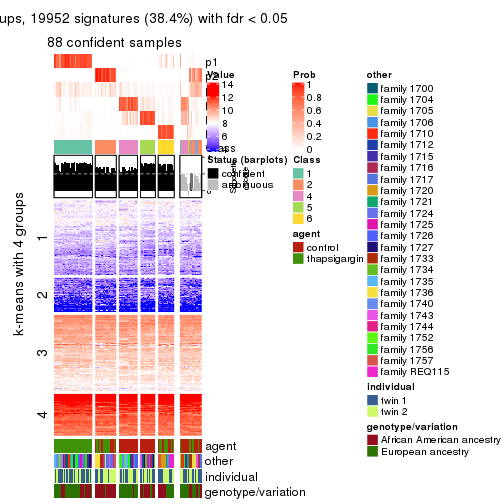 ups, 19952 signatures (38.4%) with fdr < 0.05
88 confident samples
p1
p2
Value
14
12
10
8
6
Prob
1
0.8
0.6
0.4
0.2
0
Status (barplots)
confident
ambiguous
Class
1
2
4
5
6
agent
control
thapsigargin
other
family 1700
family 1704
family 1705
family 1706
family 1710
family 1712
family 1715
family 1716
family 1717
family 1720
family 1721
family 1724
family 1725
family 1726
family 1727
family 1733
family 1734
family 1735
family 1736
family 1740
family 1743
family 1744
family 1752
family 1756
family 1757
family REQ115
individual
twin 1
twin 2
genotype/variation
African American ancestry
European ancestry
k-means with 4 groups
1
2
3
4
agent
other
individual
genotype/variation